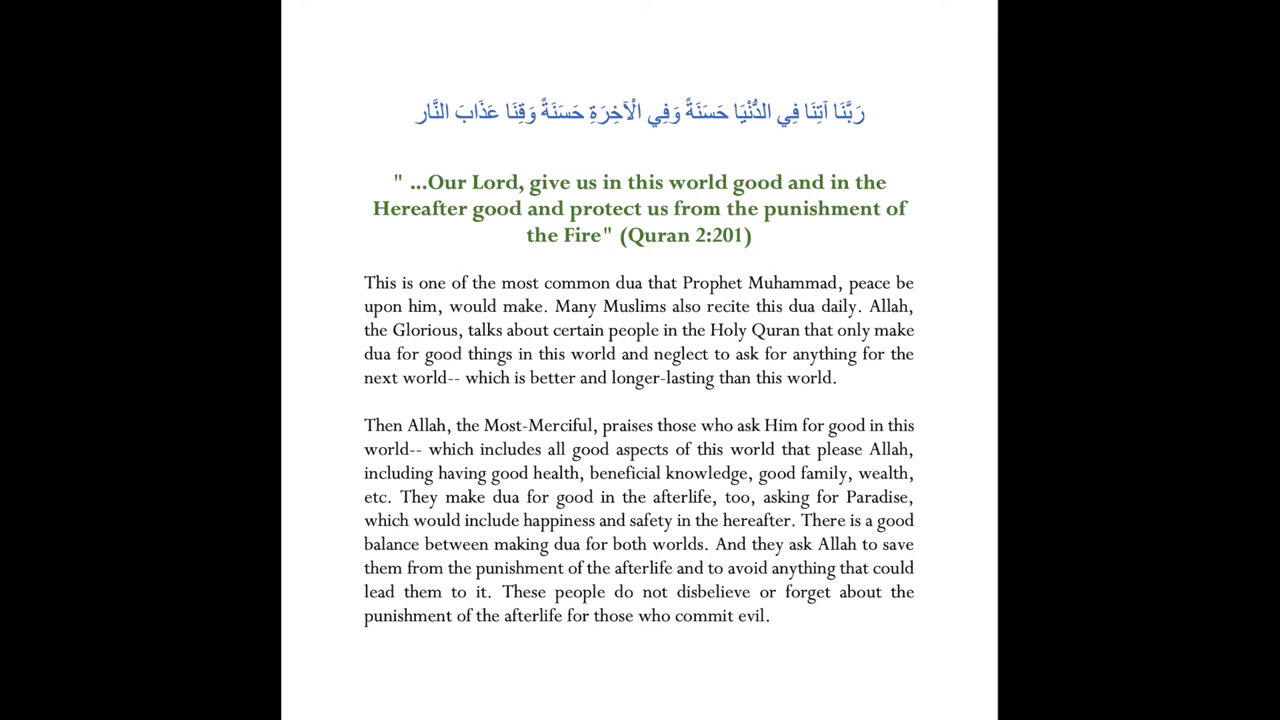 رَبَّنَا آتِنَا فِي الدُّنْيَا حَسَنَةً وَفِي الْآخِرَةِ حَسَنَةً وَقِنَا عَذَابَ النَّار
" ...Our Lord, give us in this world good and in the
Hereafter good and protect us from the punishment of
the Fire" (Quran 2:201)
This is one of the most common dua that Prophet Muhammad, peace be
upon him, would make. Many Muslims also recite this dua daily. Allah,
the Glorious, talks about certain people in the Holy Quran that only make
dua for good things in this world and neglect to ask for anything for the
next world-- which is better and longer-lasting than this world.
Then Allah, the Most-Merciful, praises those who ask Him for good in this
world-- which includes all good aspects of this world that please Allah,
including having good health, beneficial knowledge, good family, wealth,
etc. They make dua for good in the afterlife, too, asking for Paradise,
which would include happiness and safety in the hereafter. There is a good
balance between making dua for both worlds. And they ask Allah to save
them from the punishment of the afterlife and to avoid anything that could
lead them to it. These people do not disbelieve or forget about the
punishment of the afterlife for those who commit evil.